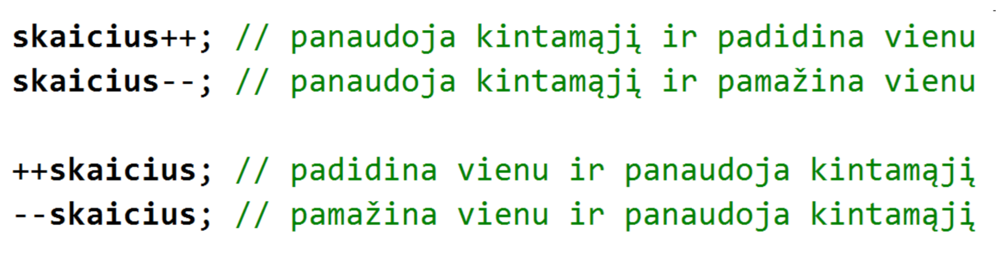 skaicius++; // panaudoja kintamąjį ir padidina vienu
skaicius--; // panaudoja kintamąjį ir pamažina vienu
++skaicius; // padidina vienu ir panaudoja kintamąjį
--skaicius; // pamažina vienu ir panaudoja kintamąjį